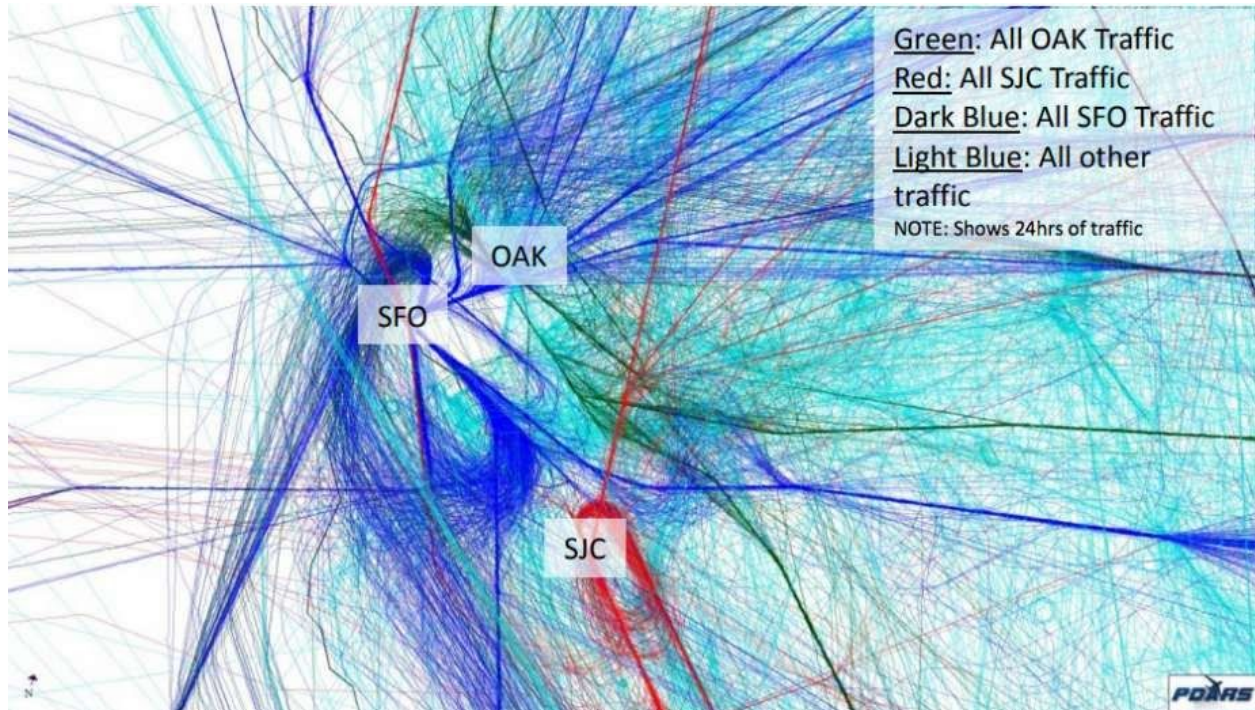 Green: All OAK Traffic
Red: All SJC Traffic
Dark Blue: All SFO Traffic
Light Blue: All other
traffic
NOTE: Shows 24hrs of traffic
OAK
SFO
SJC
N
PDARS